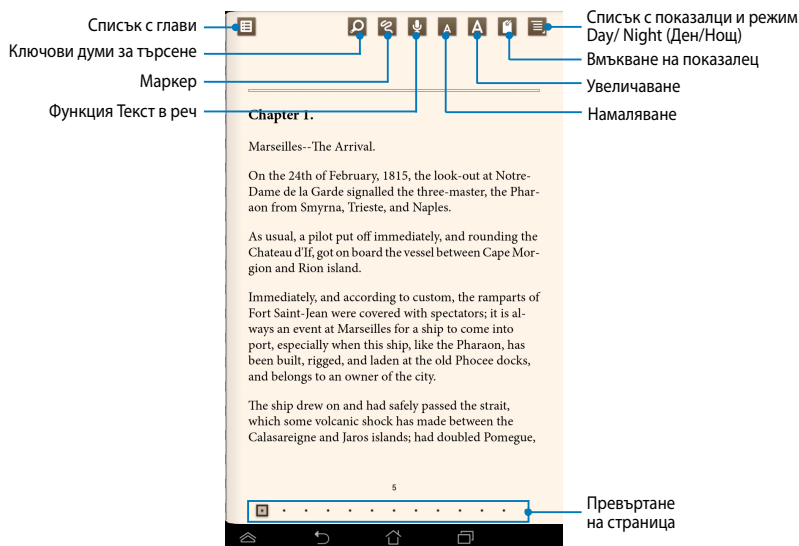 Списък с глави
Ключови думи за търсене
Маркер
Функция Текст в реч
Списък с показалци и режим
Day/ Night (Ден/Нощ)
Вмъкване на показалец
Увеличаване
Намаляване
A
A
Chapter 1.
Marseilles--The Arrival.
On the 24th of February, 1815, the look-out at Notre-
Dame de la Garde signalled the three-master, the Phar-
aon from Smyrna, Trieste, and Naples.
As usual, a pilot put off immediately, and rounding the
Chateau d'If, got on board the vessel between Cape Mor-
gion and Rion island.
Immediately, and according to custom, the ramparts of
Fort Saint-Jean were covered with spectators; it is al-
ways an event at Marseilles for a ship to come into
port, especially when this ship, like the Pharaon, has
been built, rigged, and laden at the old Phocee docks,
and belongs to an owner of the city.
The ship drew on and had safely passed the strait,
which some volcanic shock has made between the
Calasareigne and Jaros islands; had doubled Pomegue,
5
Превъртане
на страница